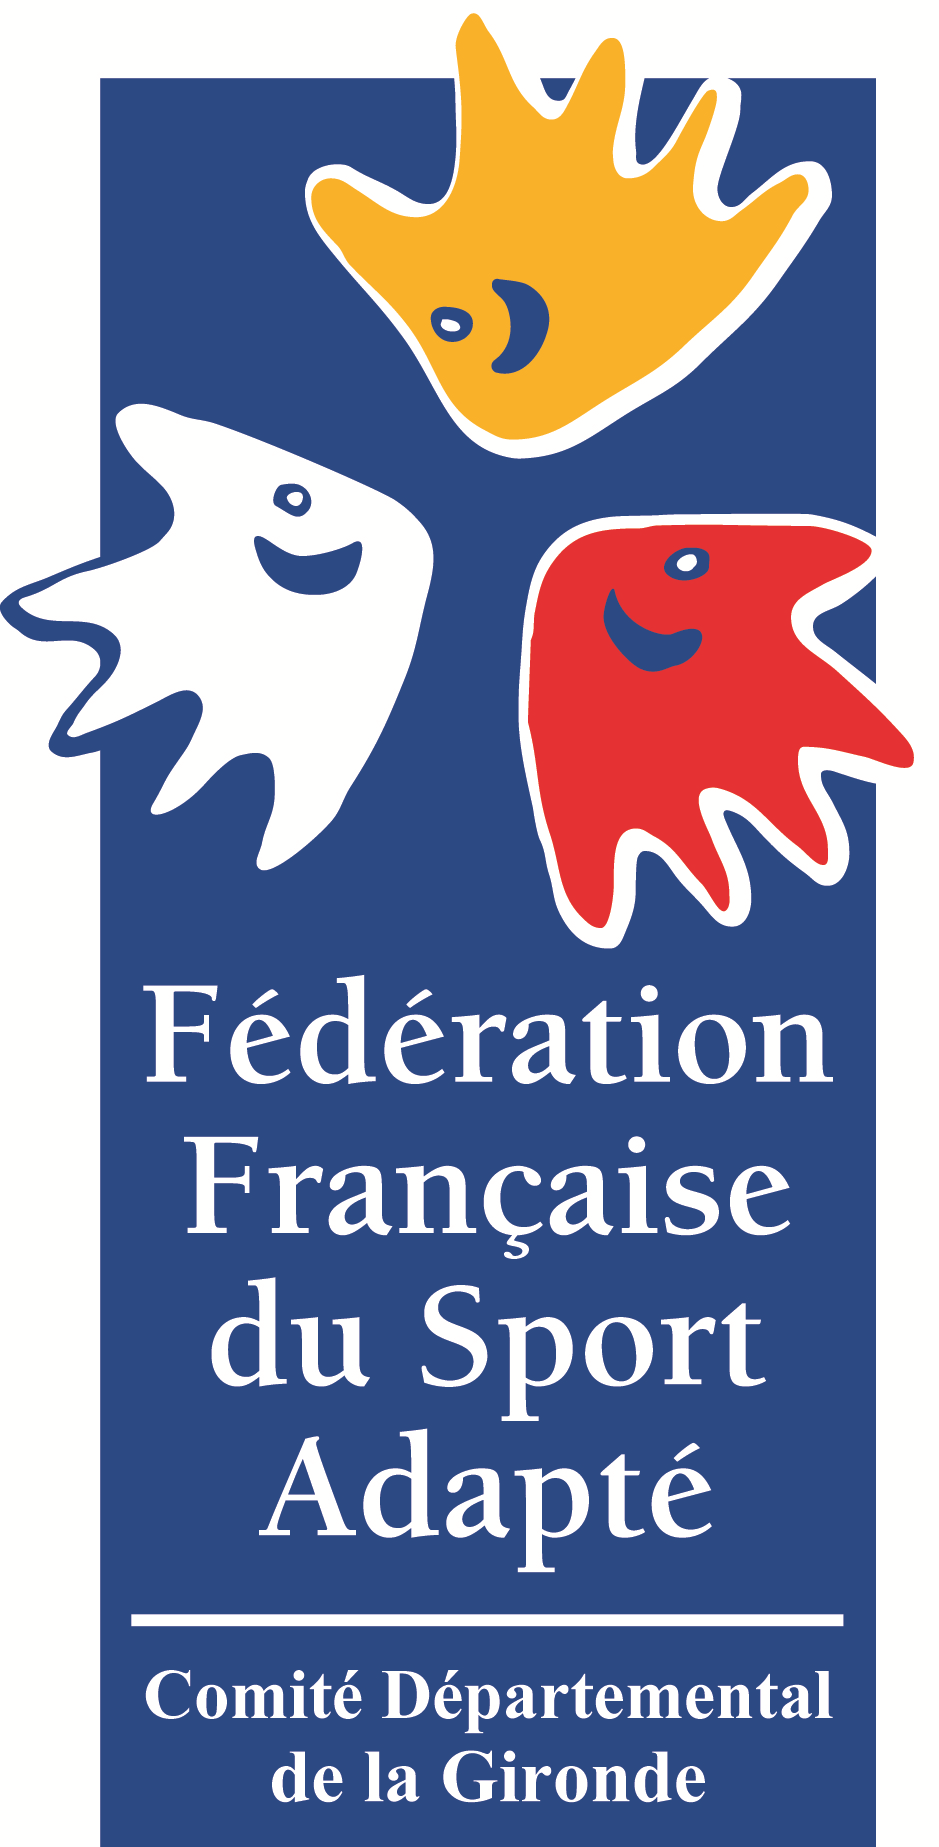 Fédération
Française
du Sport
Adapté
Comité Départemental
de la Gironde